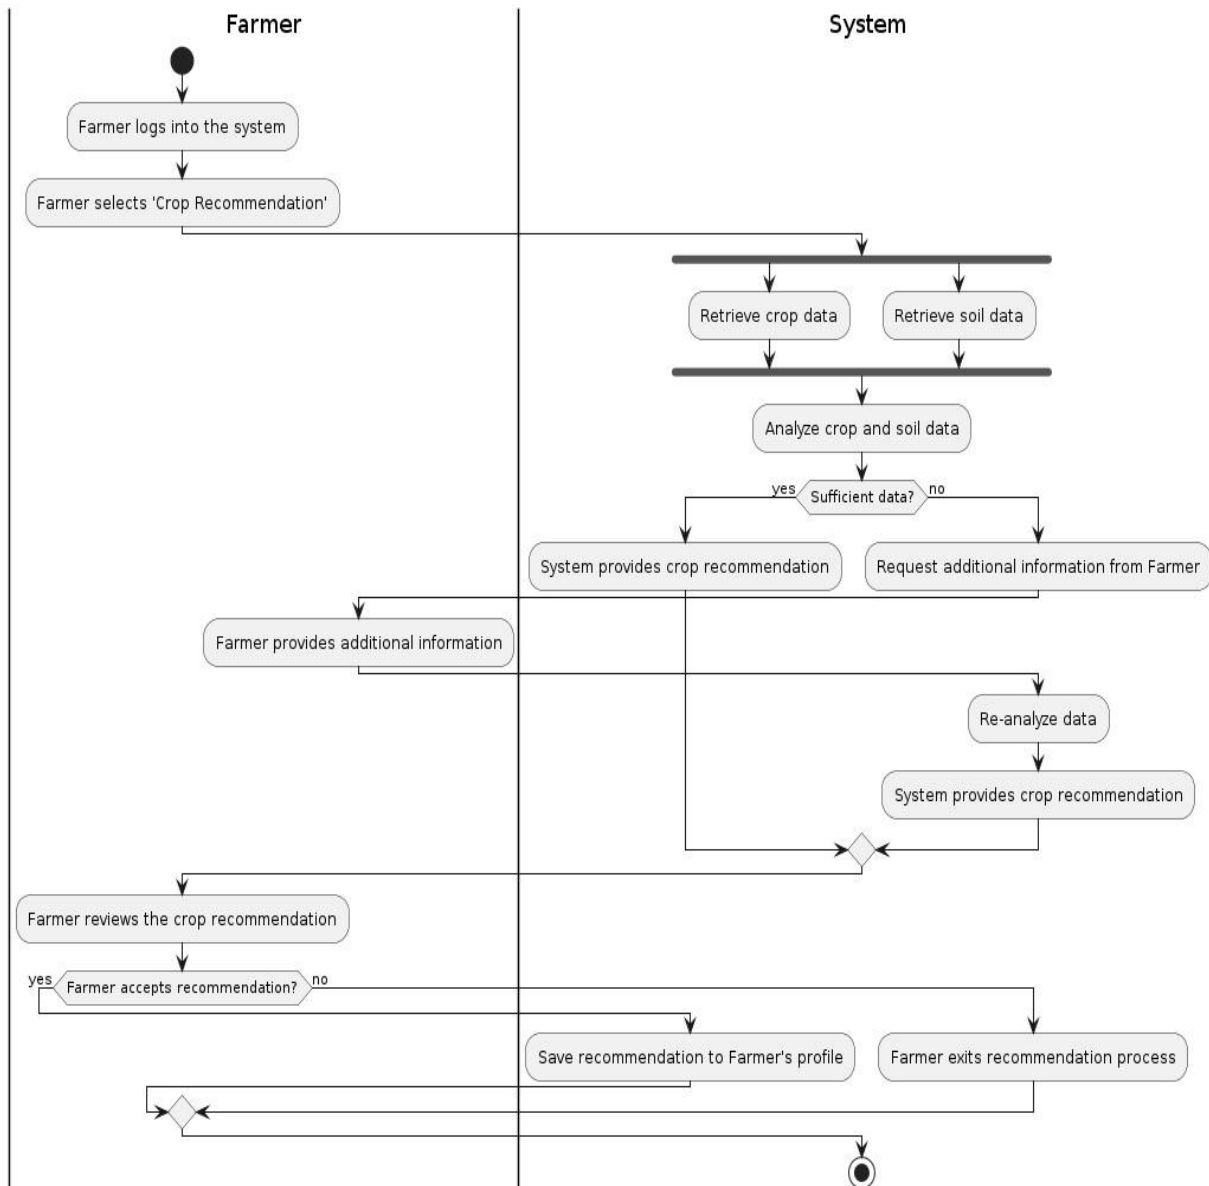 Farmer
System
Farmer logs into the system
Farmer selects 'Crop Recommendation'
Retrieve crop data
Retrieve soil data
Analyze crop and soil data
yes
Sufficient data?
no
System provides crop recommendation
Request additional information from Farmer
Farmer provides additional information
Re-analyze data
System provides crop recommendation
Farmer reviews the crop recommendation
yes
Farmer accepts recommendation?
no
Save recommendation to Farmer's profile
Farmer exits recommendation process